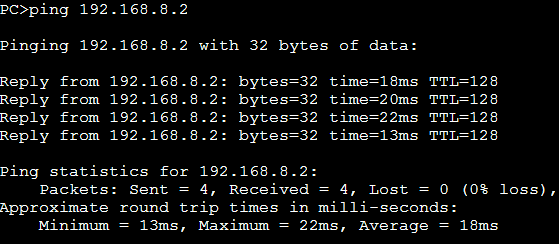 PC>ping 192.168.8.2
Pinging 192.168.8.2 with 32 bytes of data:
Reply from 192.168.8.2: bytes=32 time=18ms TTL=128
Reply from 192.168.8.2: bytes=32 time=20ms TTL=128
Reply from 192.168.8.2: bytes=32 time=22ms TTL=128
Reply from 192.168.8.2: bytes=32 time=13ms TTL=128
Ping statistics for 192.168.8.2:
Packets: Sent = 4, Received = 4, Lost = 0 (0% loss),
Approximate round trip times in milli-seconds:
Minimum = 13ms, Maximum = 22ms, Average = 18ms